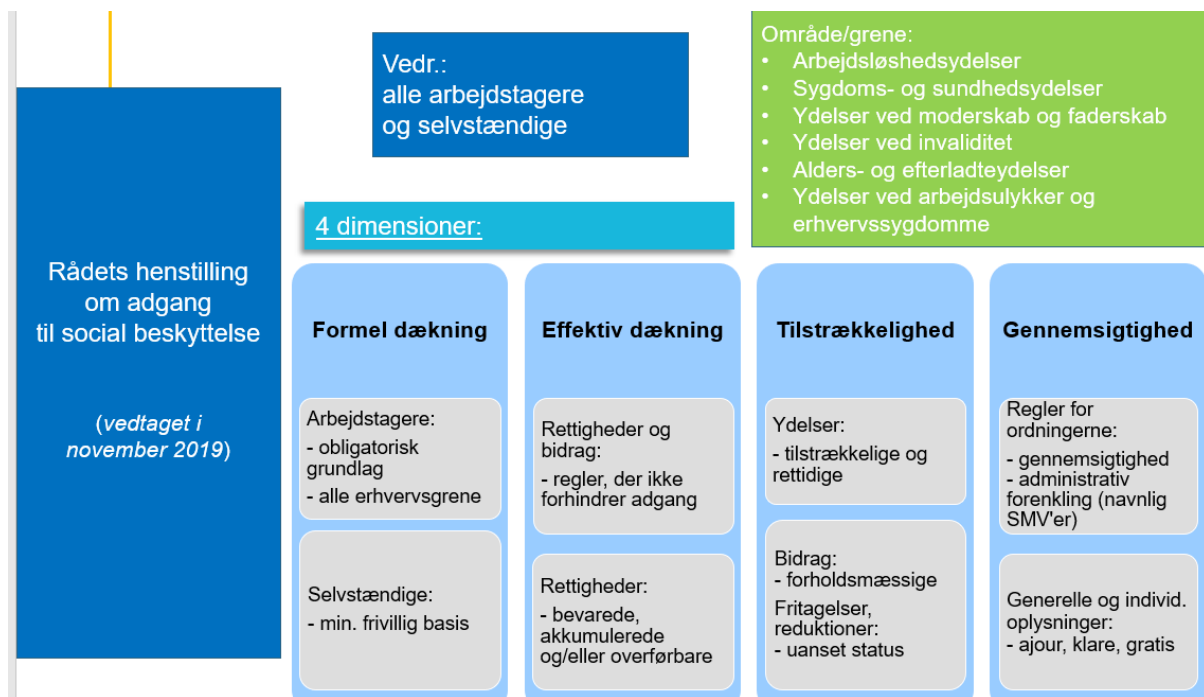 Rådets henstilling
om adgang
til social beskyttelse
(vedtaget i
november 2019)
Vedr.:
alle arbejdstagere
og selvstændige
Område/grene:
• Arbejdsløshedsydelser
• Sygdoms- og sundhedsydelser
• Ydelser ved moderskab og faderskab
• Ydelser ved invaliditet
• Alders- og efterladteydelser
• Ydelser ved arbejdsulykker og
erhvervssygdomme
4 dimensioner:
Formel dækning
Arbejdstagere:
- obligatorisk
grundlag
- alle erhvervsgrene
Selvstændige:
- min. frivillig basis
Effektiv dækning
Rettigheder og
bidrag:
- regler, der ikke
forhindrer adgang
Rettigheder:
- bevarede,
akkumulerede
og/eller overførbare
Tilstrækkelighed
Ydelser:
- tilstrækkelige og
rettidige
Bidrag:
- forholdsmæssige
Fritagelser,
reduktioner:
- uanset status
Gennemsigtighed
Regler for
ordningerne:
- gennemsigtighed
- administrativ
forenkling (navnlig
SMV'er)
Generelle og individ.
oplysninger:
- ajour, klare, gratis